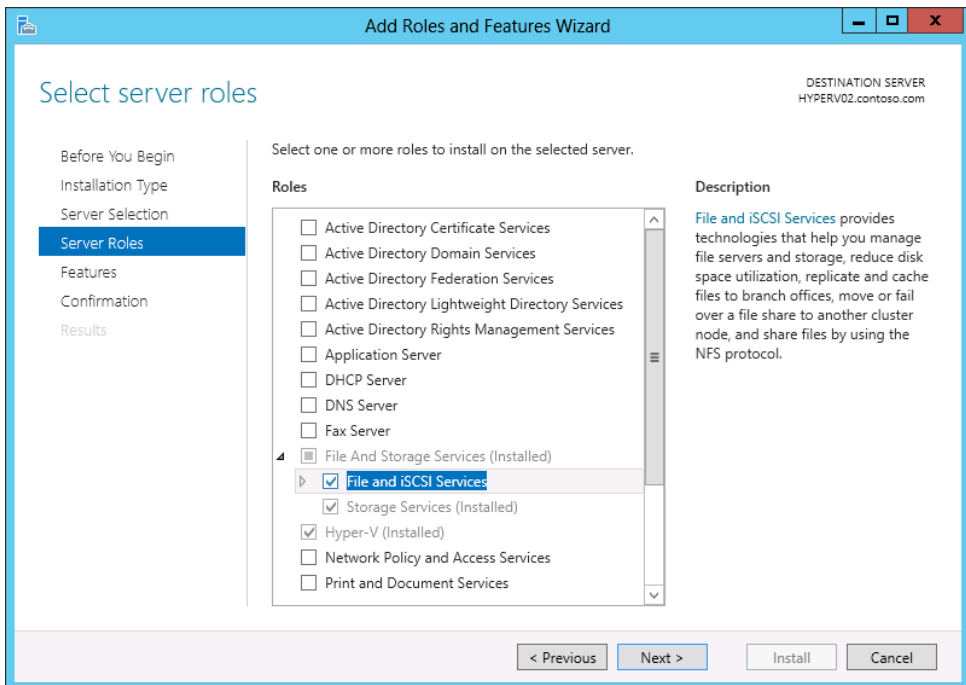 Add Roles and Features Wizard
Select server roles
DESTINATION SERVER
HYPERV02.contoso.com
Before You Begin
Installation Type
Server Selection
Server Roles
Features
Confirmation
Results
Select one or more roles to install on the selected server.
Roles
Active Directory Certificate Services
Active Directory Domain Services
Active Directory Federation Services
Active Directory Lightweight Directory Services
Active Directory Rights Management Services
Application Server
DHCP Server
DNS Server
Fax Server
File And Storage Services (Installed)
File and iSCSI Services
Storage Services (Installed)
Hyper-V (Installed)
Network Policy and Access Services
Print and Document Services
Description
File and iSCSI Services provides
technologies that help you manage
file servers and storage, reduce disk
space utilization, replicate and cache
files to branch offices, move or fail
over a file share to another cluster
node, and share files by using the
NFS protocol.
< Previous
Next >
Install
Cancel